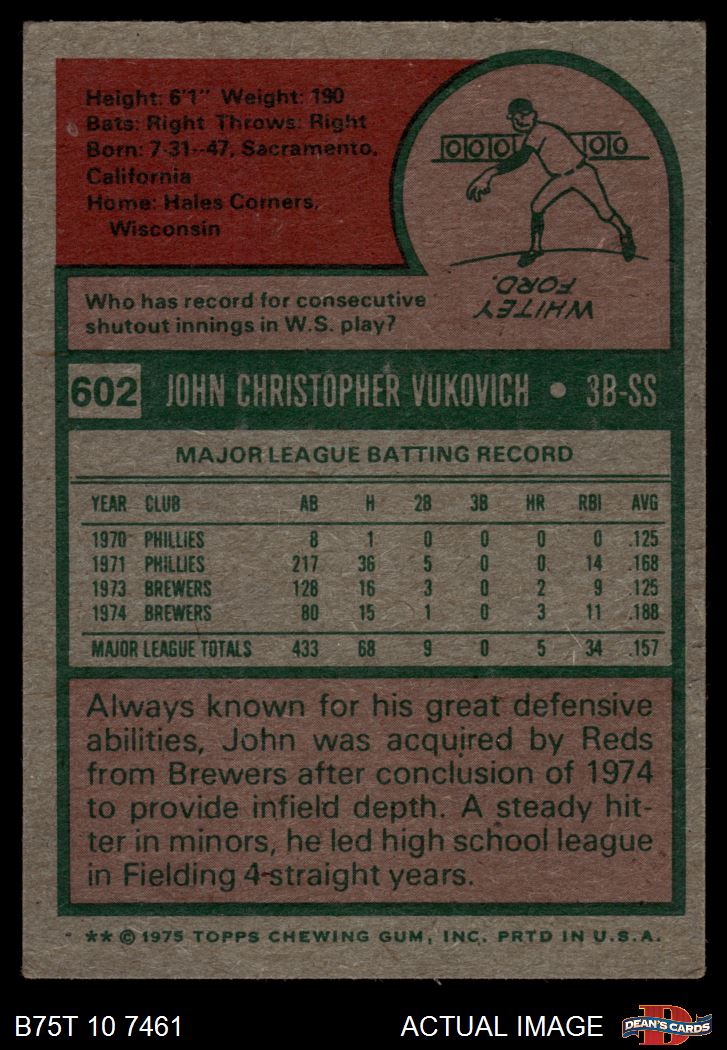 Height: 6'1" Weight: 190
Bats: Right Throws: Right
Born: 7-31--47, Sacramento,
California
Home: Hales Corners,
Wisconsin
Who has record for consecutive
shutout innings in W.S. play?
WHITEY
FORD.
602 JOHN CHRISTOPHER VUKOVICH • 3B-SS
MAJOR LEAGUE BATTING RECORD
YEAR CLUB AB H 2B 3B HR RBI AVG
1970 PHILLIES 8 1 0 0 0 0 .125
1971 PHILLIES 217 36 5 0 0 14 .168
1973 BREWERS 128 16 3 0 2 9 .125
1974 BREWERS 80 15 1 0 3 11 .188
MAJOR LEAGUE TOTALS 433 68 9 0 5 34 .157
Always known for his great defensive
abilities, John was acquired by Reds
from Brewers after conclusion of 1974
to provide infield depth. A steady hit-
ter in minors, he led high school league
in Fielding 4-straight years.
** © 1975 TOPPS CHEWING GUM, INC. PRTD IN U.S.A.
B75T 10 7461 ACTUAL IMAGE D DEAN'S CARDS